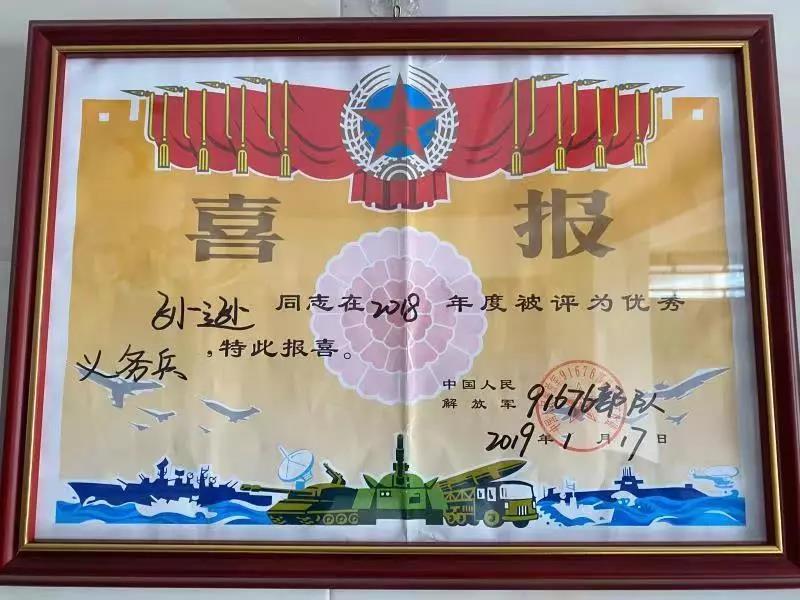 喜报
孙逊 同志在2018年度被评为优秀
义务兵,特此报喜。
中国人民
解放军 91676部队
2019年1月17日